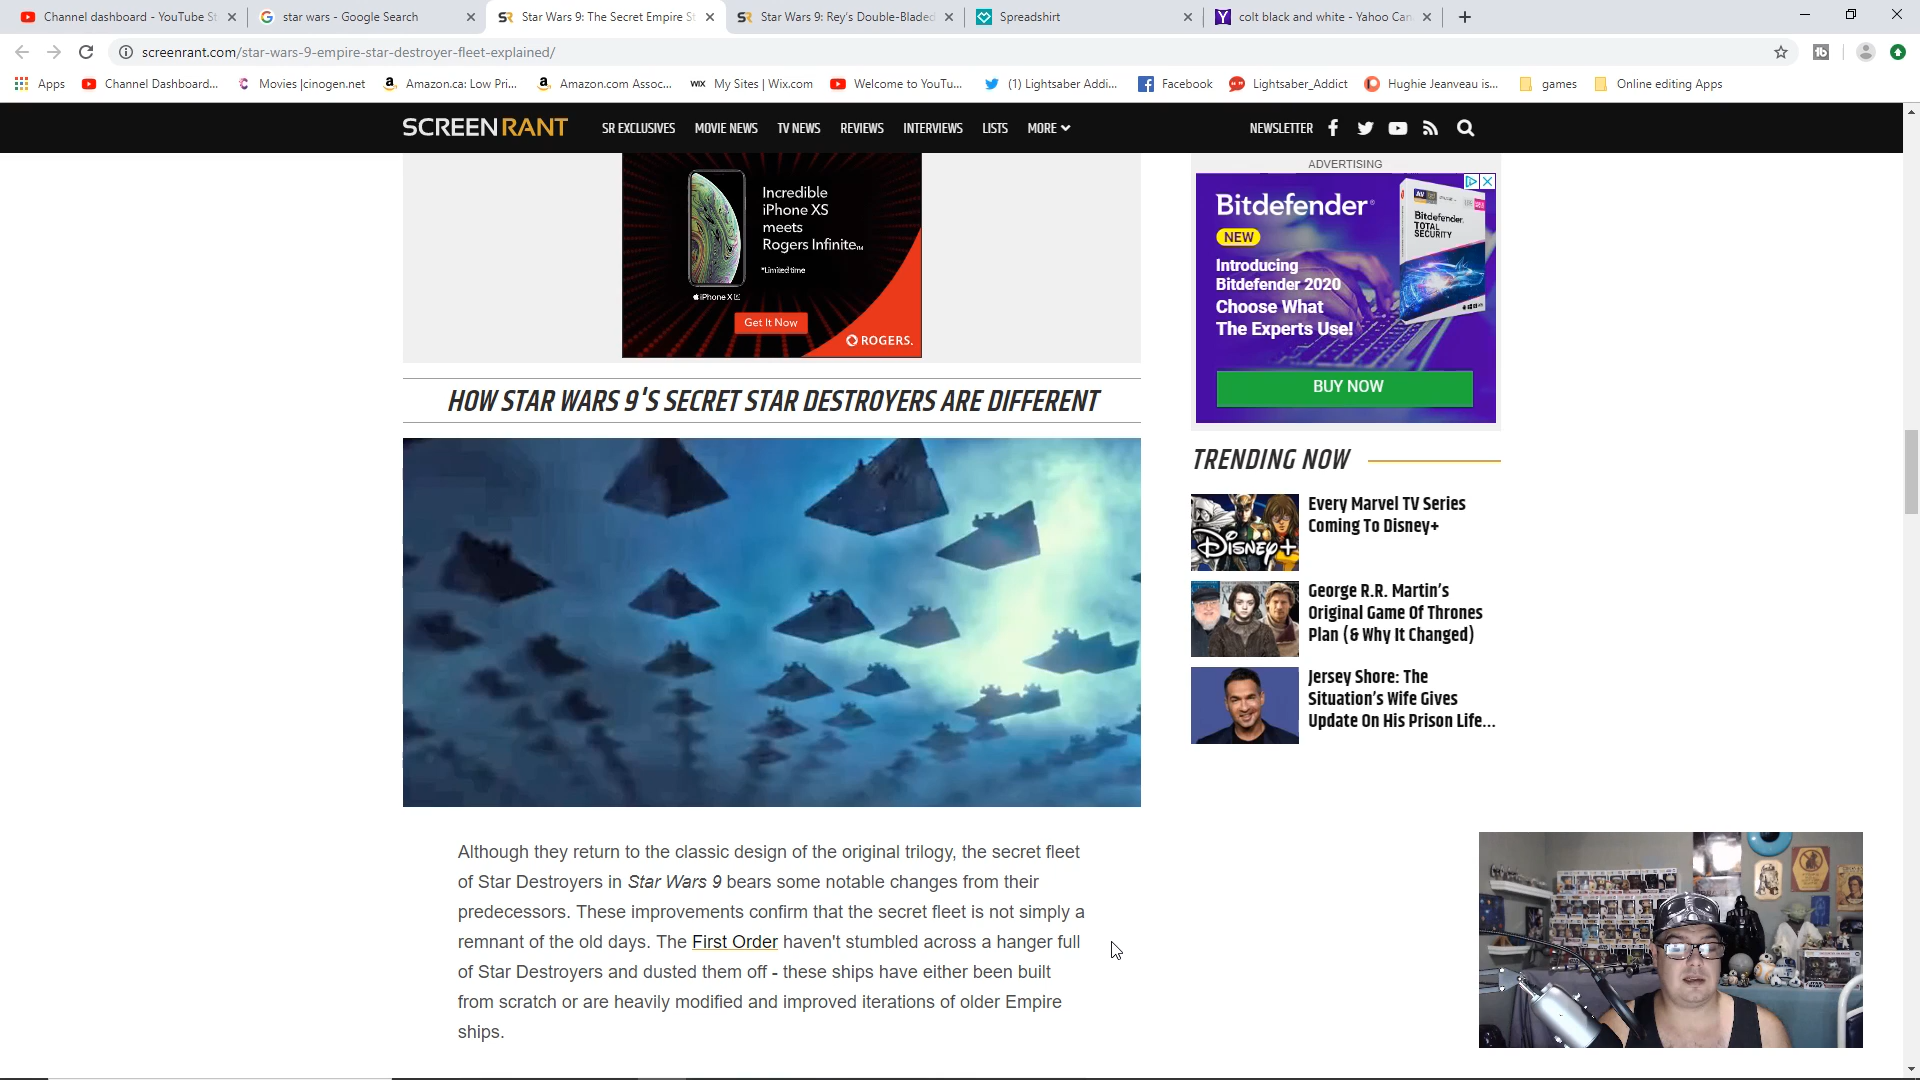 Channel dashboard - YouTube St
star wars - Google Search
Star Wars 9: The Secret Empire St
Star Wars 9: Rey's Double-Bladed
Spreadshirt
colt black and white - Yahoo Can
screenrant.com/star-wars-9-empire-star-destroyer-fleet-explained/
Apps
Channel Dashboard...
Movies |cinogen.net
Amazon.ca: Low Pri...
Amazon.com Assoc...
WIX My Sites | Wix.com
Welcome to YouTu...
(1) Lightsaber Addi...
Facebook
Lightsaber_Addict
Hughie Jeanveau is...
games
Online editing Apps
SCREENRANT
SR EXCLUSIVES
MOVIE NEWS
TV NEWS
REVIEWS
INTERVIEWS
LISTS
MORE
NEWSLETTER
Incredible
iPhone XS
meets
Rogers Infinite™
*Limited time
Get It Now
ROGERS.
HOW STAR WARS 9'S SECRET STAR DESTROYERS ARE DIFFERENT
Although they return to the classic design of the original trilogy, the secret fleet
of Star Destroyers in Star Wars 9 bears some notable changes from their
predecessors. These improvements confirm that the secret fleet is not simply a
remnant of the old days. The First Order haven't stumbled across a hanger full
of Star Destroyers and dusted them off - these ships have either been built
from scratch or are heavily modified and improved iterations of older Empire
ships.
ADVERTISING
Bitdefender®
NEW
Introducing
Bitdefender 2020
Choose What
The Experts Use!
Bitdefender
TOTAL
SECURITY
BUY NOW
TRENDING NOW
DISNEY+
Every Marvel TV Series
Coming To Disney+
George R.R. Martin's
Original Game Of Thrones
Plan (& Why It Changed)
Jersey Shore: The
Situation's Wife Gives
Update On His Prison Life...